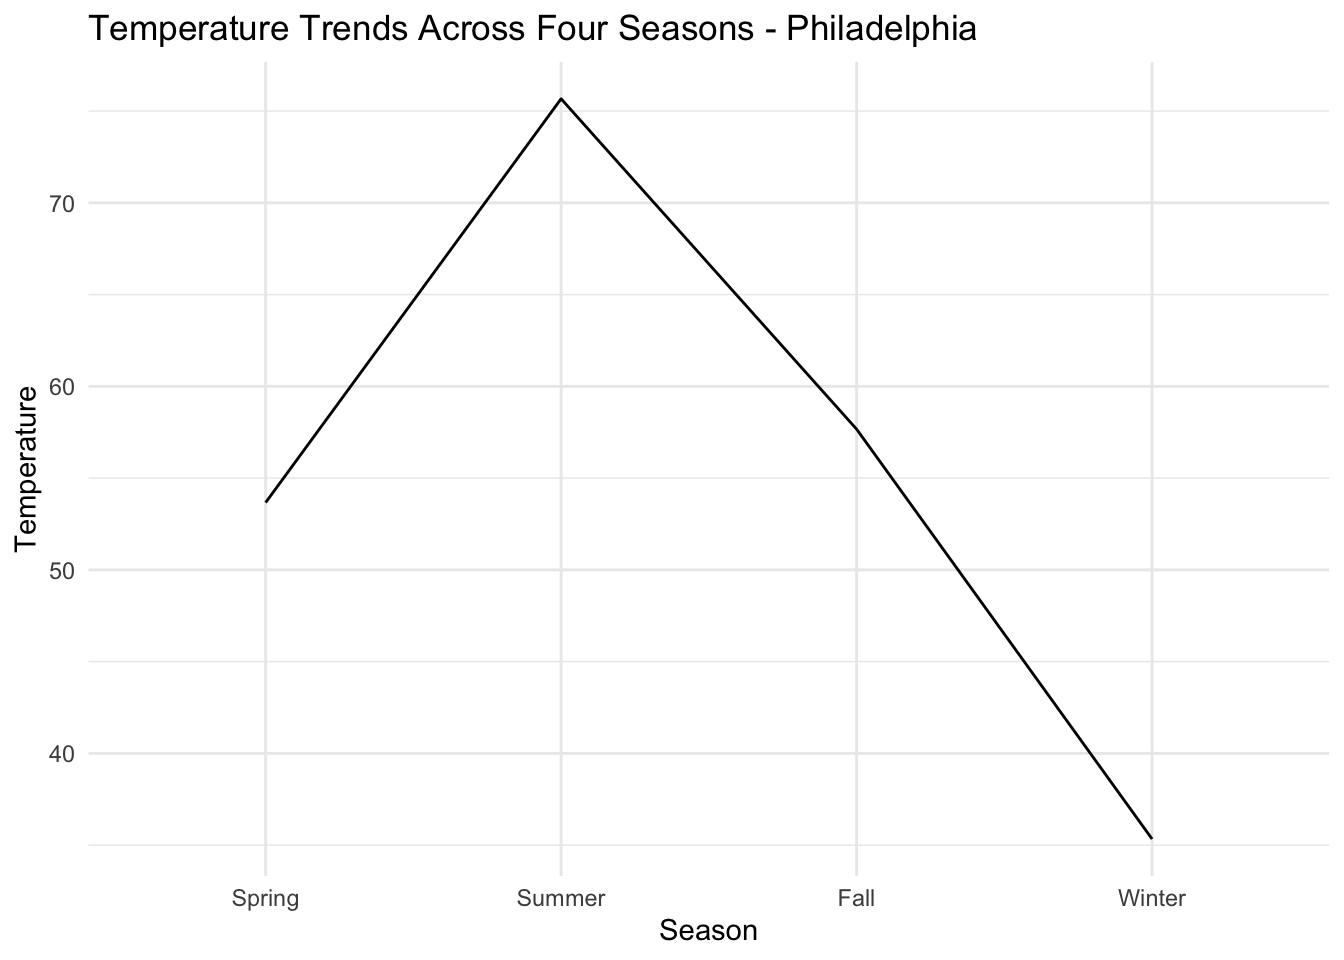 Temperature Trends Across Four Seasons - Philadelphia
Temperature
70
60
50
40
Spring Summer Fall Winter
Season